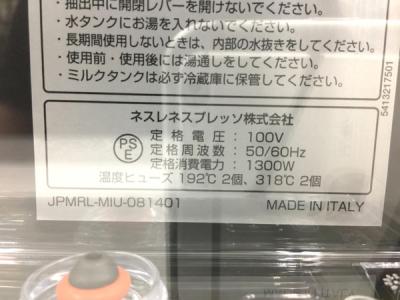 ・抽出中に開閉レバーを開けないでください。
・水タンクにお湯を入れないでください。
・長期間使用しないときは、内部の水抜きをしてください。
・使用前・使用後には湯通しをしてください。
・ミルクタンクは必ず冷蔵庫に保管してください。
5413217501
ネスレネスプレッソ株式会社
PSE
定格電圧：100V
定格周波数：50/60Hz
定格消費電力：1300W
温度ヒューズ 192℃ 2個、318℃ 2個
JPMRL-MIU-081401
MADE IN ITALY